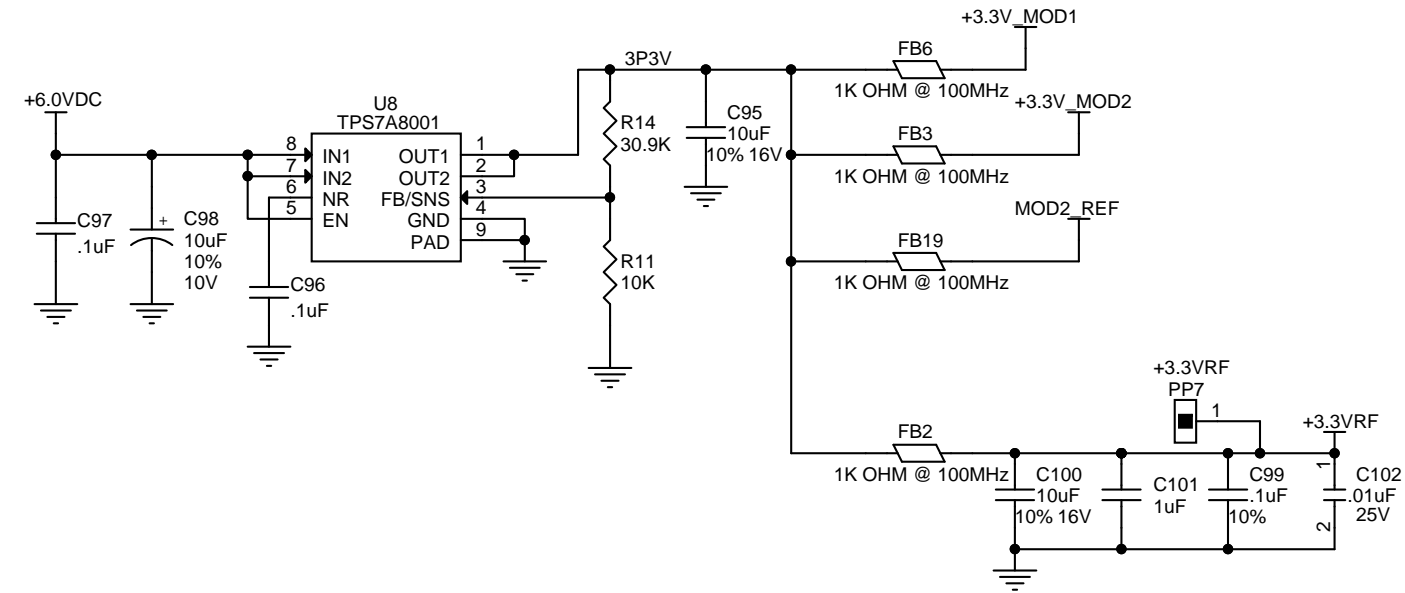 +3.3V_MOD1
FB6
3P3V
1K OHM @ 100MHz
+6.0VDC
U8
TPS7A8001
+3.3V_MOD2
C95
10uF
10% 16V
R14
30.9K
FB3
1K OHM @ 100MHz
8
7
6
5
IN1
IN2
NR
EN
OUT1
OUT2
FB/SNS
GND
PAD
1
2
3
4
9
C97
.1uF
+
C98
10uF
10%
10V
MOD2_REF
FB19
1K OHM @ 100MHz
R11
10K
C96
.1uF
+3.3VRF
PP7
1
+3.3VRF
FB2
1K OHM @ 100MHz
C100
10uF
10% 16V
C101
1uF
C99
.1uF
10%
1
2
C102
.01uF
25V